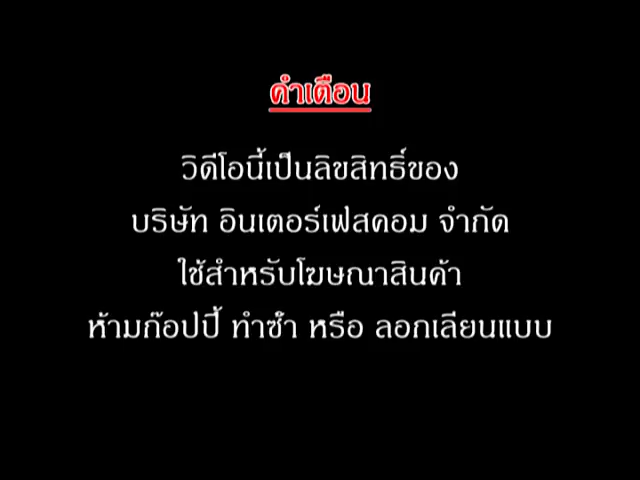 คำเตือน
วิดีโอนี้เป็นลิขสิทธิ์ของ
บริษัท อินเตอร์เฟสคอม จำกัด
ใช้สำหรับโฆษณาสินค้า
ห้ามก๊อปปี้ ทำซ้ำ หรือ ลอกเลียนแบบ